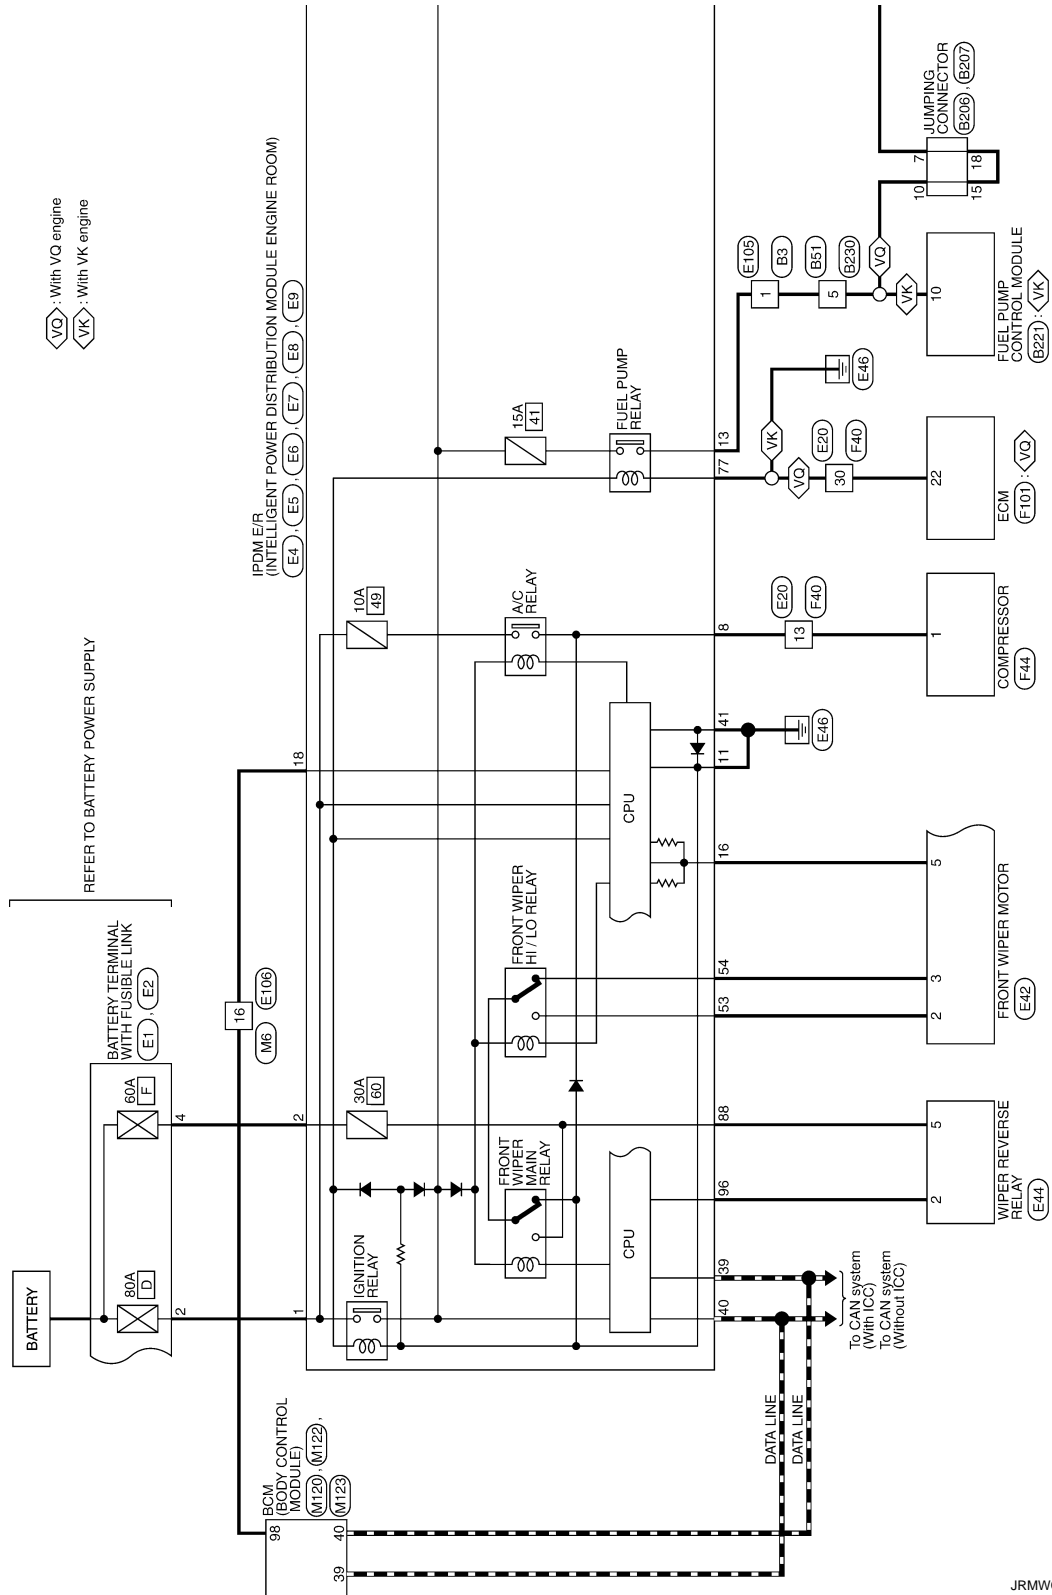 VQ : With VQ engine
VK : With VK engine
REFER TO BATTERY POWER SUPPLY
BATTERY
BATTERY TERMINAL
WITH FUSIBLE LINK
E1 , E2
80A
D
60A
F
2
4
16
M6
E106
IPDM E/R
(INTELLIGENT POWER DISTRIBUTION MODULE ENGINE ROOM)
E4 , E5 , E6 , E7 , E8 , E9
1
2
18
IGNITION
RELAY
30A
60
10A
49
FRONT
WIPER
MAIN
RELAY
FRONT WIPER
HI / LO RELAY
A/C
RELAY
15A
41
FUEL PUMP
RELAY
CPU
CPU
40
39
96
88
53
54
16
11
41
8
77
13
BCM
(BODY CONTROL
MODULE)
M120 , M122 ,
M123
98
39
40
DATA LINE
DATA LINE
To CAN system
(With ICC)
To CAN system
(Without ICC)
2
5
WIPER REVERSE
RELAY
E44
2
3
5
FRONT WIPER MOTOR
E42
E46
E20
13
F40
1
COMPRESSOR
F44
VK
E46
VQ
E20
30
F40
22
ECM
F101 : VQ
E105
1
B3
B51
5
B230
VQ
VK
10
FUEL PUMP
CONTROL MODULE
B221 : VK
10
7
15
18
JUMPING
CONNECTOR
B206 , B207